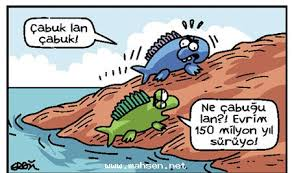 Çabuk lan
çabuk!
Ne çabuğu
lan?! Evrim
150 milyon yıl
sürüyo!
www.mahsen.net